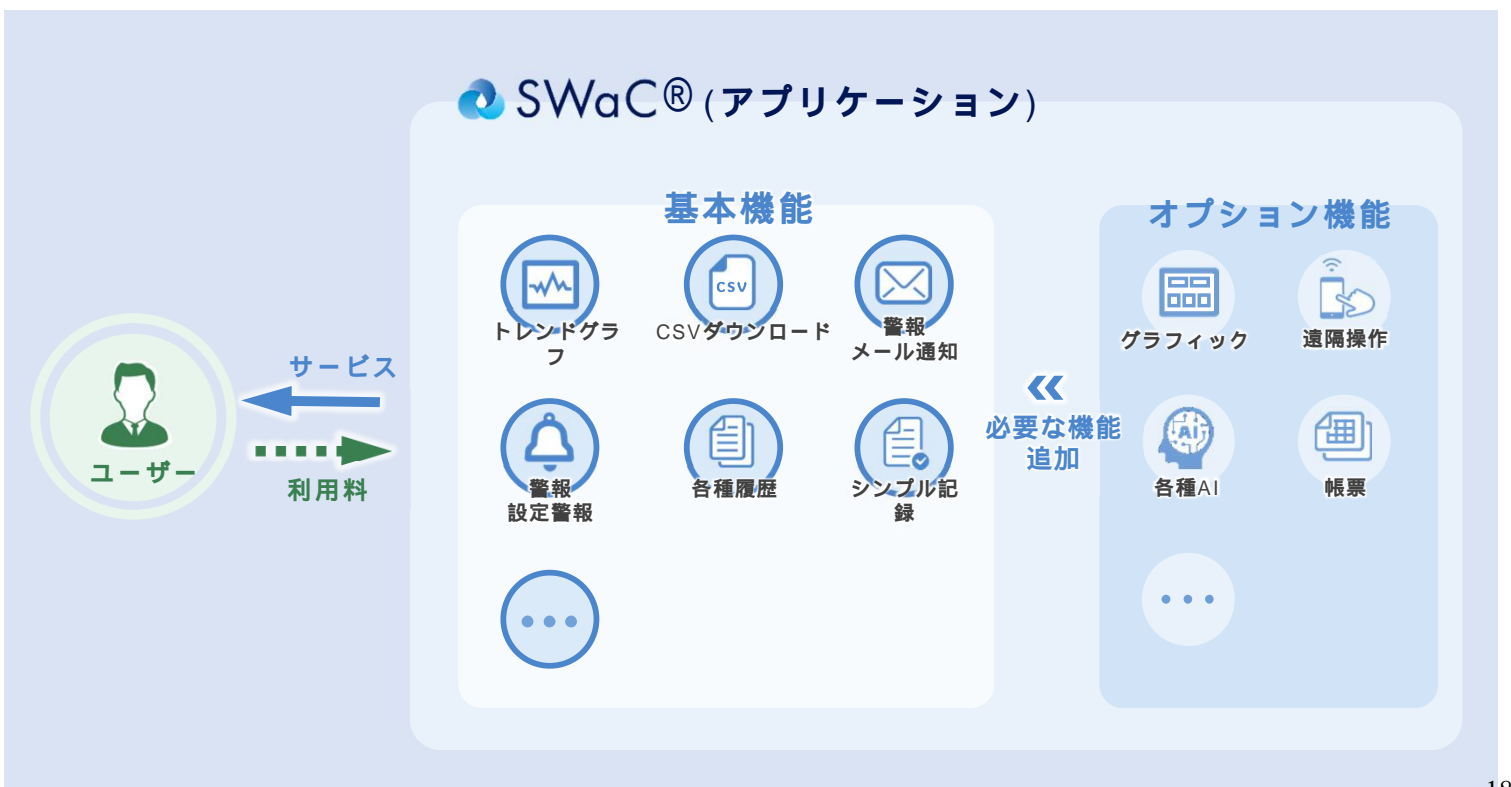 SWaC® (アプリケーション)
基本機能
トレンドグラ
フ
CSV
CSVダウンロード
警報
メール通知
警報
設定警報
各種履歴
シンプル記
録
必要な機能
追加
オプション機能
グラフィック
遠隔操作
AI
各種AI
帳票
サービス
利用料
ユーザー